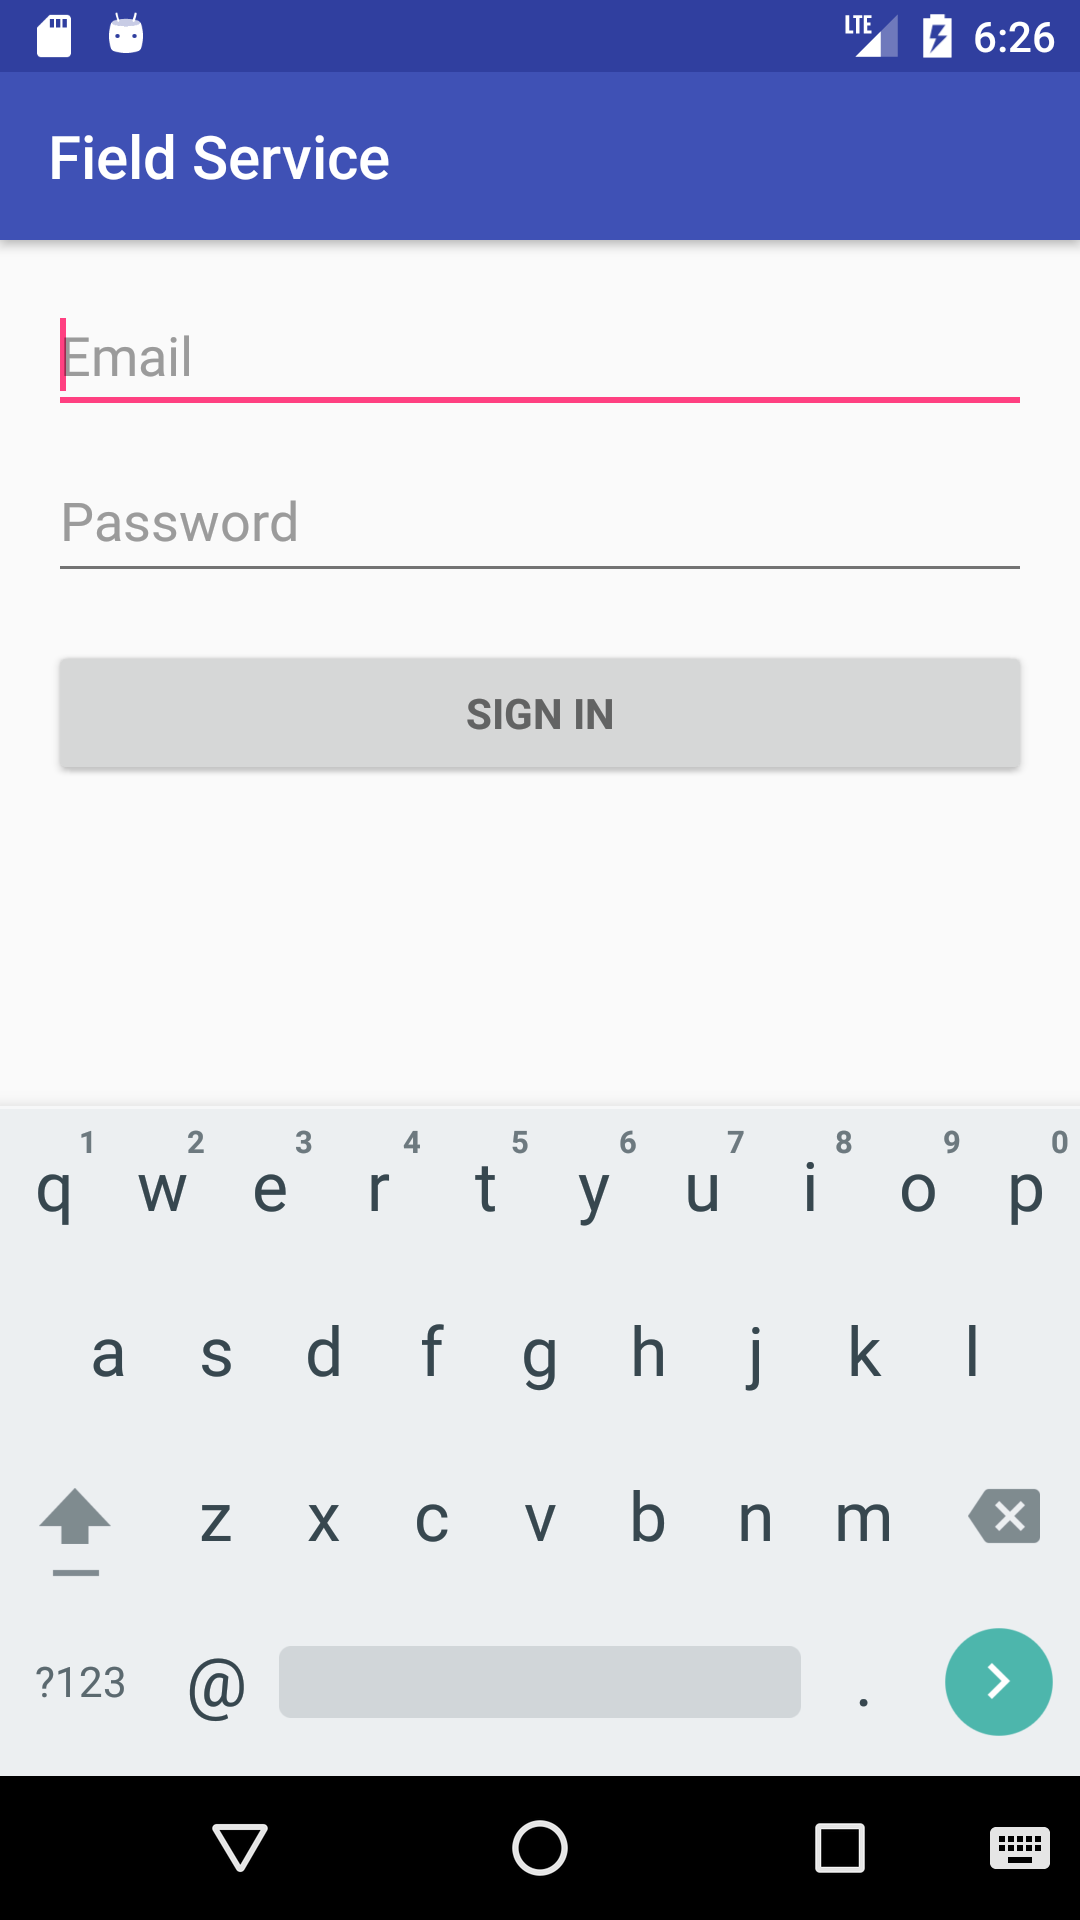 LTE 6:26
Field Service
Email
Password
SIGN IN
1 2 3 4 5 6 7 8 9 0
q w e r t y u i o p
a s d f g h j k l
z x c v b n m
?123 @ .